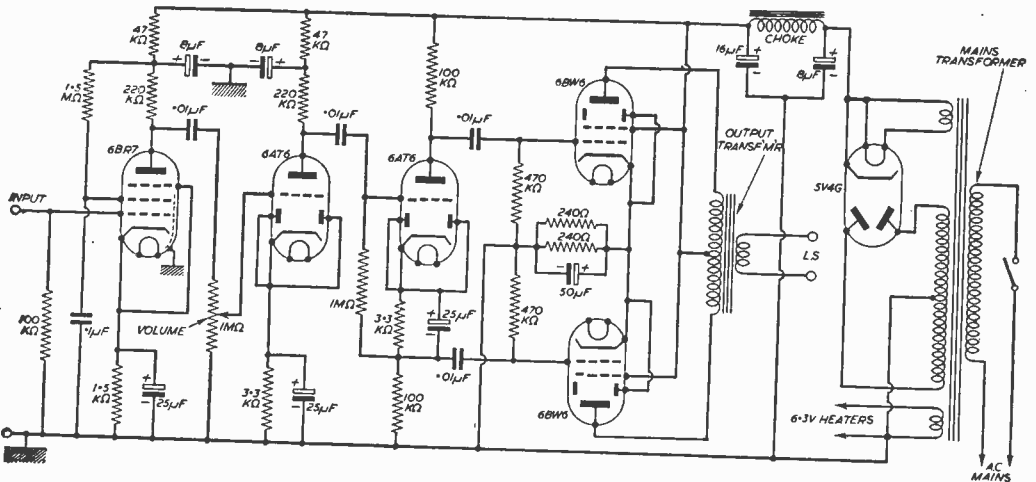 47
KΩ
8μF
8μF
47
KΩ
CHOKE
16μF
8μF
MAINS
TRANSFORMER
1·5
MΩ
220
KΩ
·01μF
220
KΩ
·01μF
100
KΩ
·01μF
6BW6
OUTPUT
TRANSFMR
6BR7
6AT6
6AT6
5V4G
INPUT
470
KΩ
240Ω
240Ω
50μF
LS
100
KΩ
·1μF
VOLUME
1MΩ
1MΩ
3·3
KΩ
25μF
470
KΩ
·01μF
1·5
KΩ
25μF
3·3
KΩ
25μF
100
KΩ
6BW6
6·3V HEATERS
A.C
MAINS